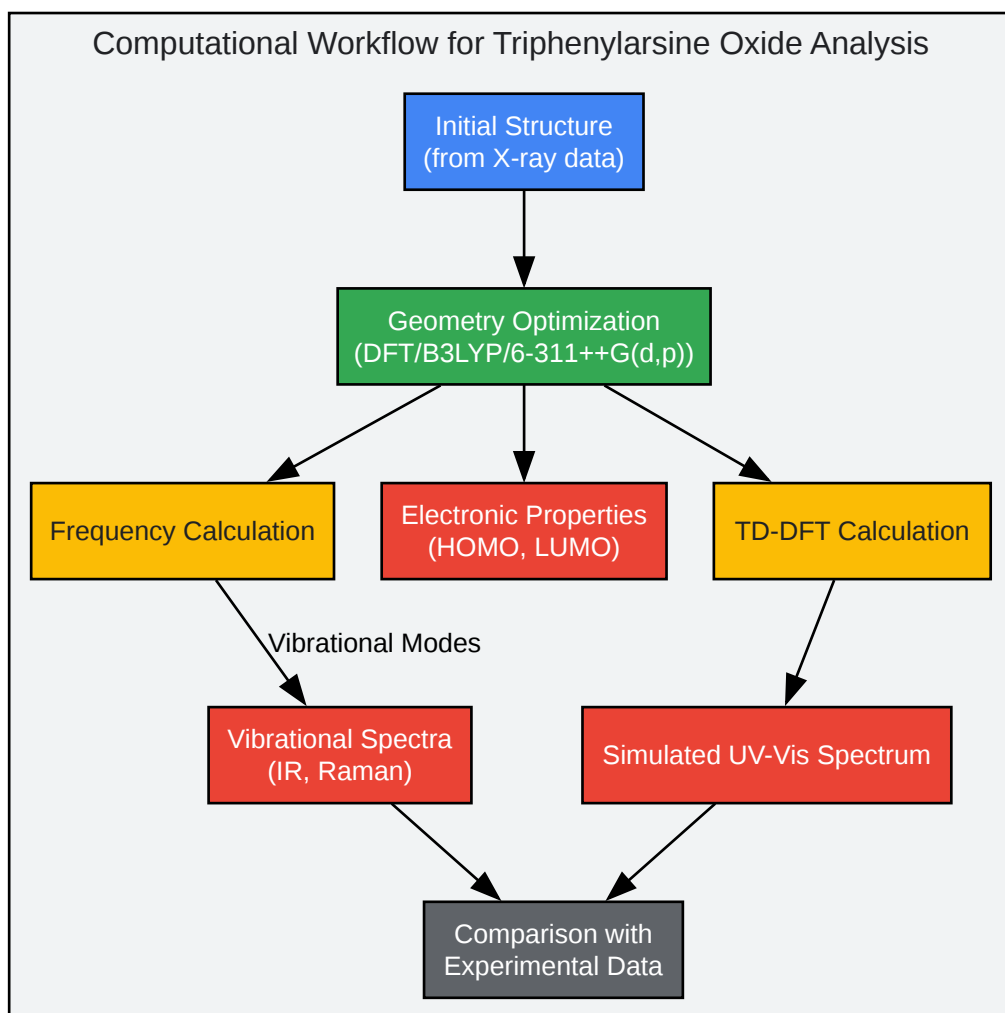 Computational Workflow for Triphenylarsine Oxide Analysis
Initial Structure
(from X-ray data)
Geometry Optimization
(DFT/B3LYP/6-311++G(d,p))
Frequency Calculation
Electronic Properties
(HOMO, LUMO)
TD-DFT Calculation
Vibrational Modes
Vibrational Spectra
(IR, Raman)
Simulated UV-Vis Spectrum
Comparison with
Experimental Data